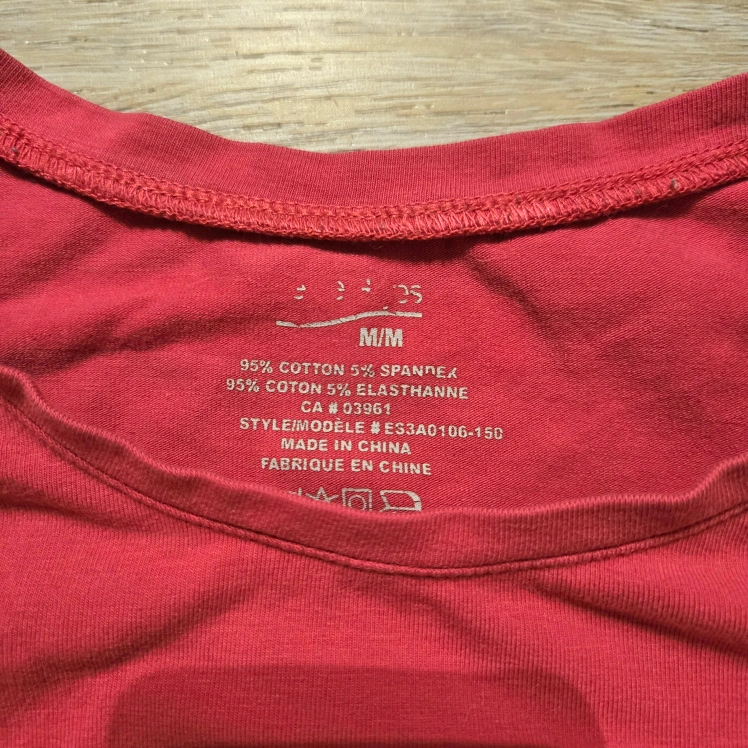 M/M
95% COTTON 5% SPANDEX
95% COTON 5% ELASTHANNE
CA # 03961
STYLE/MODÈLE # ES3A0106-150
MADE IN CHINA
FABRIQUE EN CHINE